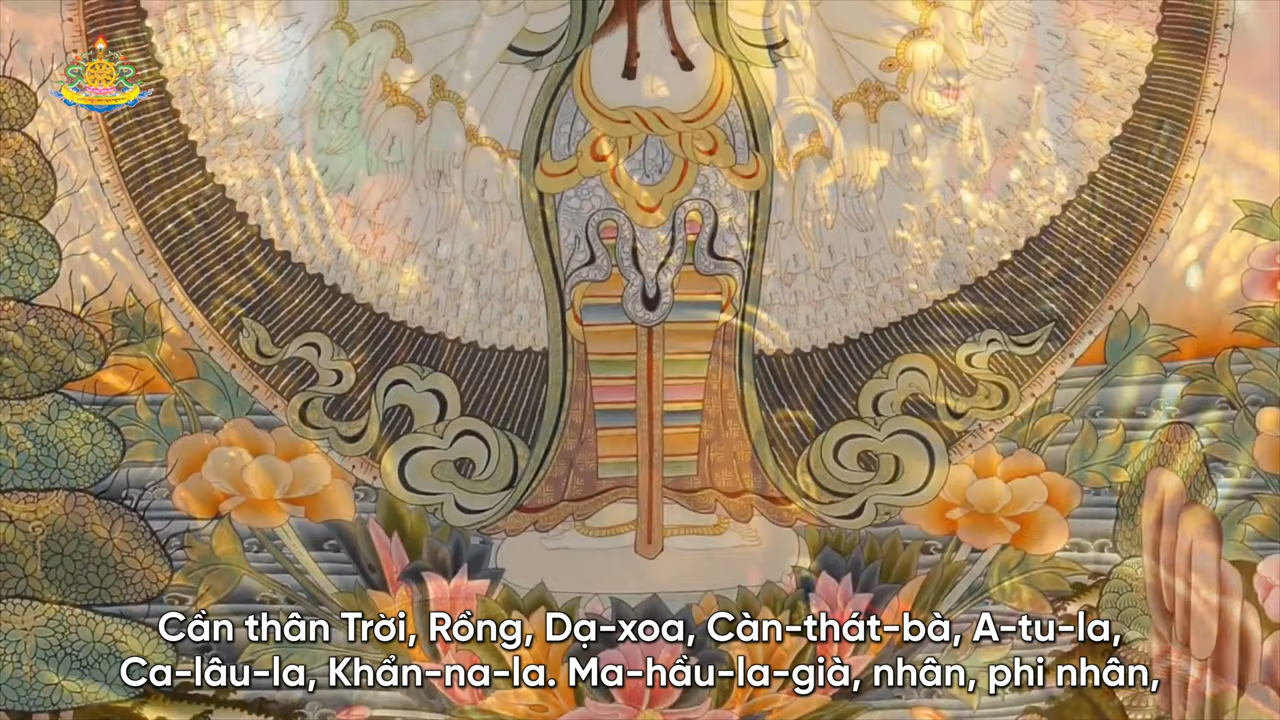 Cần thân Trời, Rồng, Dạ-xoa, Càn-thát-bà, A-tu-la,
Ca-lâu-la, Khẩn-na-la. Ma-hầu-la-già, nhân, phi nhân,